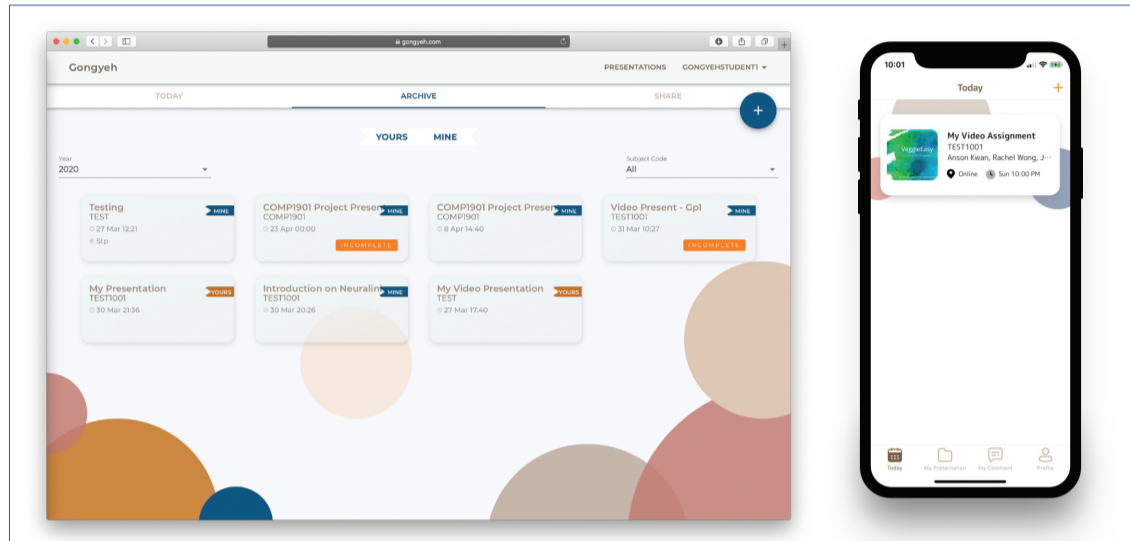 gongyeh.com
Gongyeh
PRESENTATIONS GONGYEHSTUDENT1
TODAY ARCHIVE SHARE
+
YOURS MINE
Year
2020
Subject Code
All
Testing
TEST
MINE
27 Mar 12:21
Stp
COMP1901 Project Presen
COMP1901
MINE
23 Apr 00:00
INCOMPLETE
COMP1901 Project Presen
COMP1901
MINE
8 Apr 14:40
Video Present - Gp1
TEST1001
MINE
31 Mar 10:27
INCOMPLETE
My Presentation
TEST1001
YOURS
30 Mar 21:36
Introduction on Neuralink
TEST1001
MINE
30 Mar 20:26
My Video Presentation
TEST
YOURS
27 Mar 17:40
10:01
Today +
VeggieEasy
My Video Assignment
TEST1001
Anson Kwan, Rachel Wong, J...
Online Sun 10:00 PM
Today My Presentation My Comment Profile